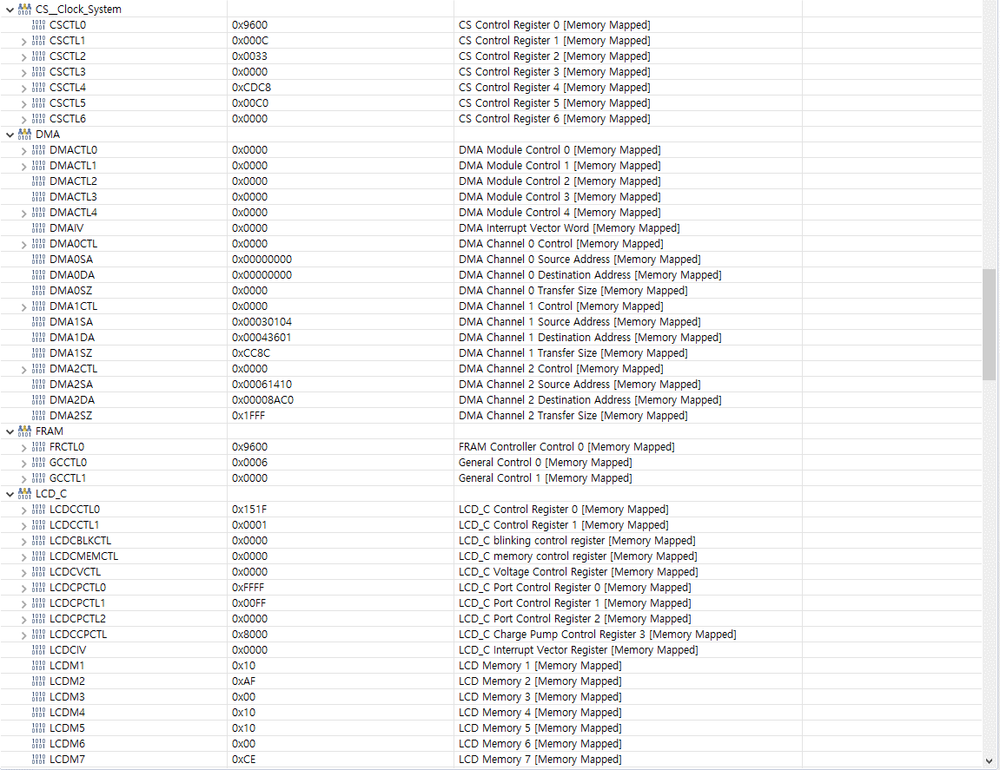 CS__Clock_System
CSCTL0 0x9600 CS Control Register 0 [Memory Mapped]
CSCTL1 0x000C CS Control Register 1 [Memory Mapped]
CSCTL2 0x0033 CS Control Register 2 [Memory Mapped]
CSCTL3 0x0000 CS Control Register 3 [Memory Mapped]
CSCTL4 0xCDC8 CS Control Register 4 [Memory Mapped]
CSCTL5 0x00C0 CS Control Register 5 [Memory Mapped]
CSCTL6 0x0000 CS Control Register 6 [Memory Mapped]
DMA
DMACTL0 0x0000 DMA Module Control 0 [Memory Mapped]
DMACTL1 0x0000 DMA Module Control 1 [Memory Mapped]
DMACTL2 0x0000 DMA Module Control 2 [Memory Mapped]
DMACTL3 0x0000 DMA Module Control 3 [Memory Mapped]
DMACTL4 0x0000 DMA Module Control 4 [Memory Mapped]
DMAIV 0x0000 DMA Interrupt Vector Word [Memory Mapped]
DMA0CTL 0x0000 DMA Channel 0 Control [Memory Mapped]
DMA0SA 0x00000000 DMA Channel 0 Source Address [Memory Mapped]
DMA0DA 0x00000000 DMA Channel 0 Destination Address [Memory Mapped]
DMA0SZ 0x0000 DMA Channel 0 Transfer Size [Memory Mapped]
DMA1CTL 0x0000 DMA Channel 1 Control [Memory Mapped]
DMA1SA 0x00030104 DMA Channel 1 Source Address [Memory Mapped]
DMA1DA 0x00043601 DMA Channel 1 Destination Address [Memory Mapped]
DMA1SZ 0xCC8C DMA Channel 1 Transfer Size [Memory Mapped]
DMA2CTL 0x0000 DMA Channel 2 Control [Memory Mapped]
DMA2SA 0x00061410 DMA Channel 2 Source Address [Memory Mapped]
DMA2DA 0x00008AC0 DMA Channel 2 Destination Address [Memory Mapped]
DMA2SZ 0x1FFF DMA Channel 2 Transfer Size [Memory Mapped]
FRAM
FRCTL0 0x9600 FRAM Controller Control 0 [Memory Mapped]
GCCTL0 0x0006 General Control 0 [Memory Mapped]
GCCTL1 0x0000 General Control 1 [Memory Mapped]
LCD_C
LCDCCTL0 0x151F LCD_C Control Register 0 [Memory Mapped]
LCDCCTL1 0x0001 LCD_C Control Register 1 [Memory Mapped]
LCDCBLKCTL 0x0000 LCD_C blinking control register [Memory Mapped]
LCDCMEMCTL 0x0000 LCD_C memory control register [Memory Mapped]
LCDCVCTL 0x0000 LCD_C Voltage Control Register [Memory Mapped]
LCDCPCTL0 0xFFFF LCD_C Port Control Register 0 [Memory Mapped]
LCDCPCTL1 0x00FF LCD_C Port Control Register 1 [Memory Mapped]
LCDCPCTL2 0x0000 LCD_C Port Control Register 2 [Memory Mapped]
LCDCCPCTL 0x8000 LCD_C Charge Pump Control Register 3 [Memory Mapped]
LCDCIV 0x0000 LCD_C Interrupt Vector Register [Memory Mapped]
LCDM1 0x10 LCD Memory 1 [Memory Mapped]
LCDM2 0xAF LCD Memory 2 [Memory Mapped]
LCDM3 0x00 LCD Memory 3 [Memory Mapped]
LCDM4 0x10 LCD Memory 4 [Memory Mapped]
LCDM5 0x10 LCD Memory 5 [Memory Mapped]
LCDM6 0x00 LCD Memory 6 [Memory Mapped]
LCDM7 0xCE LCD Memory 7 [Memory Mapped]